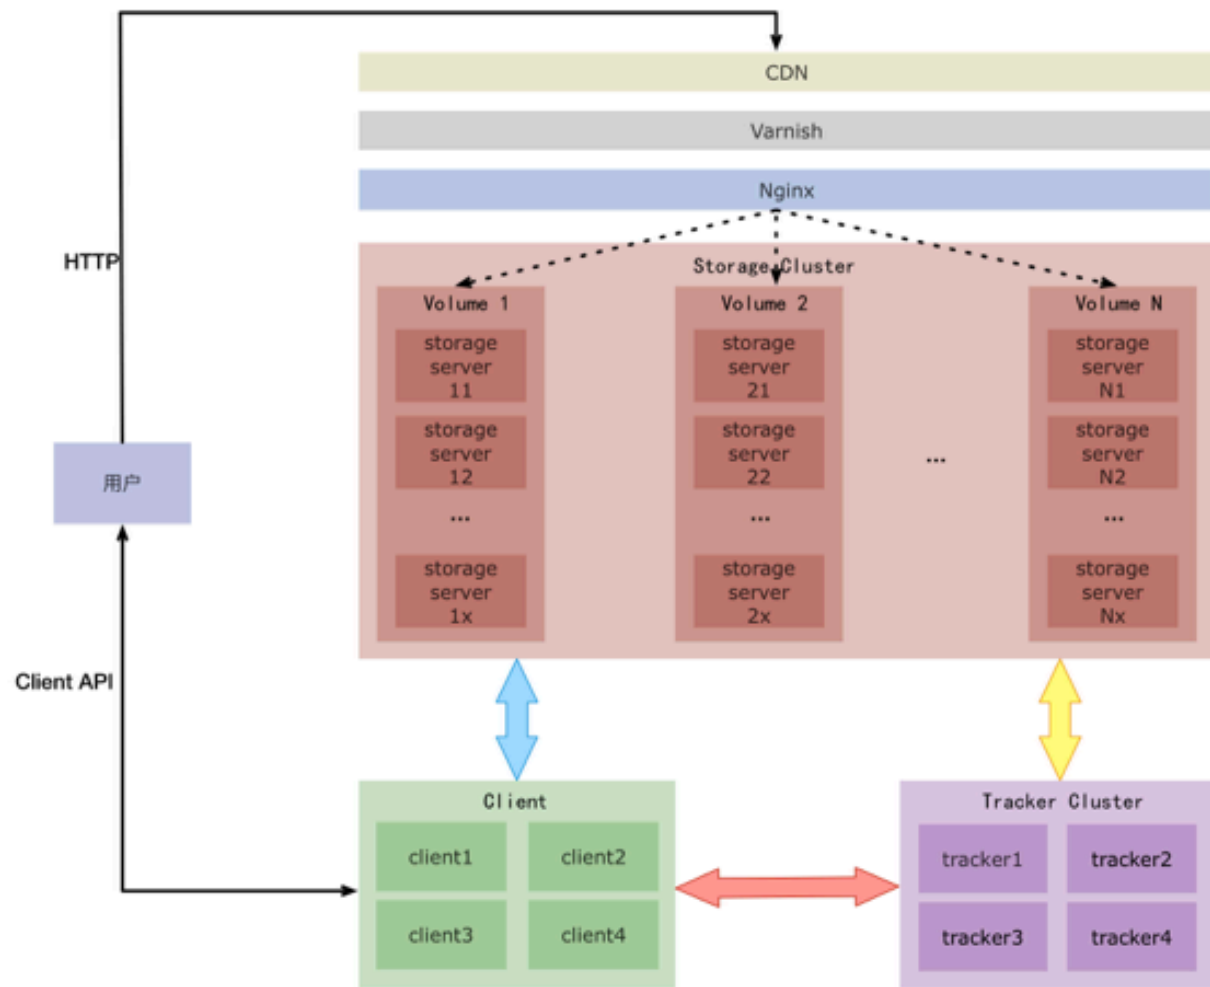 CDN
Varnish
Nginx
HTTP
Storage Cluster
Volume 1
storage
server
11
storage
server
12
...
storage
server
1x
Volume 2
storage
server
21
storage
server
22
...
storage
server
2x
...
Volume N
storage
server
N1
storage
server
N2
...
storage
server
Nx
用户
Client API
Client
client1
client2
client3
client4
Tracker Cluster
tracker1
tracker2
tracker3
tracker4